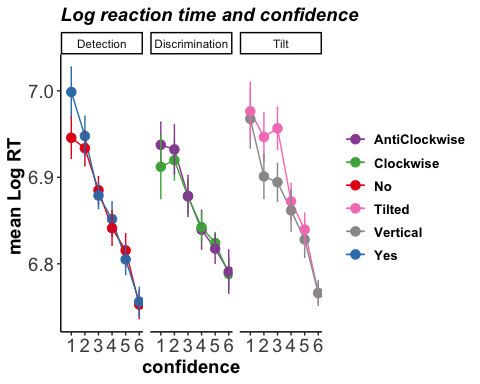 Log reaction time and confidence
Detection
Discrimination
Tilt
7.0
6.9
6.8
mean Log RT
1 2 3 4 5 6
1 2 3 4 5 6
1 2 3 4 5 6
confidence
AntiClockwise
Clockwise
No
Tilted
Vertical
Yes